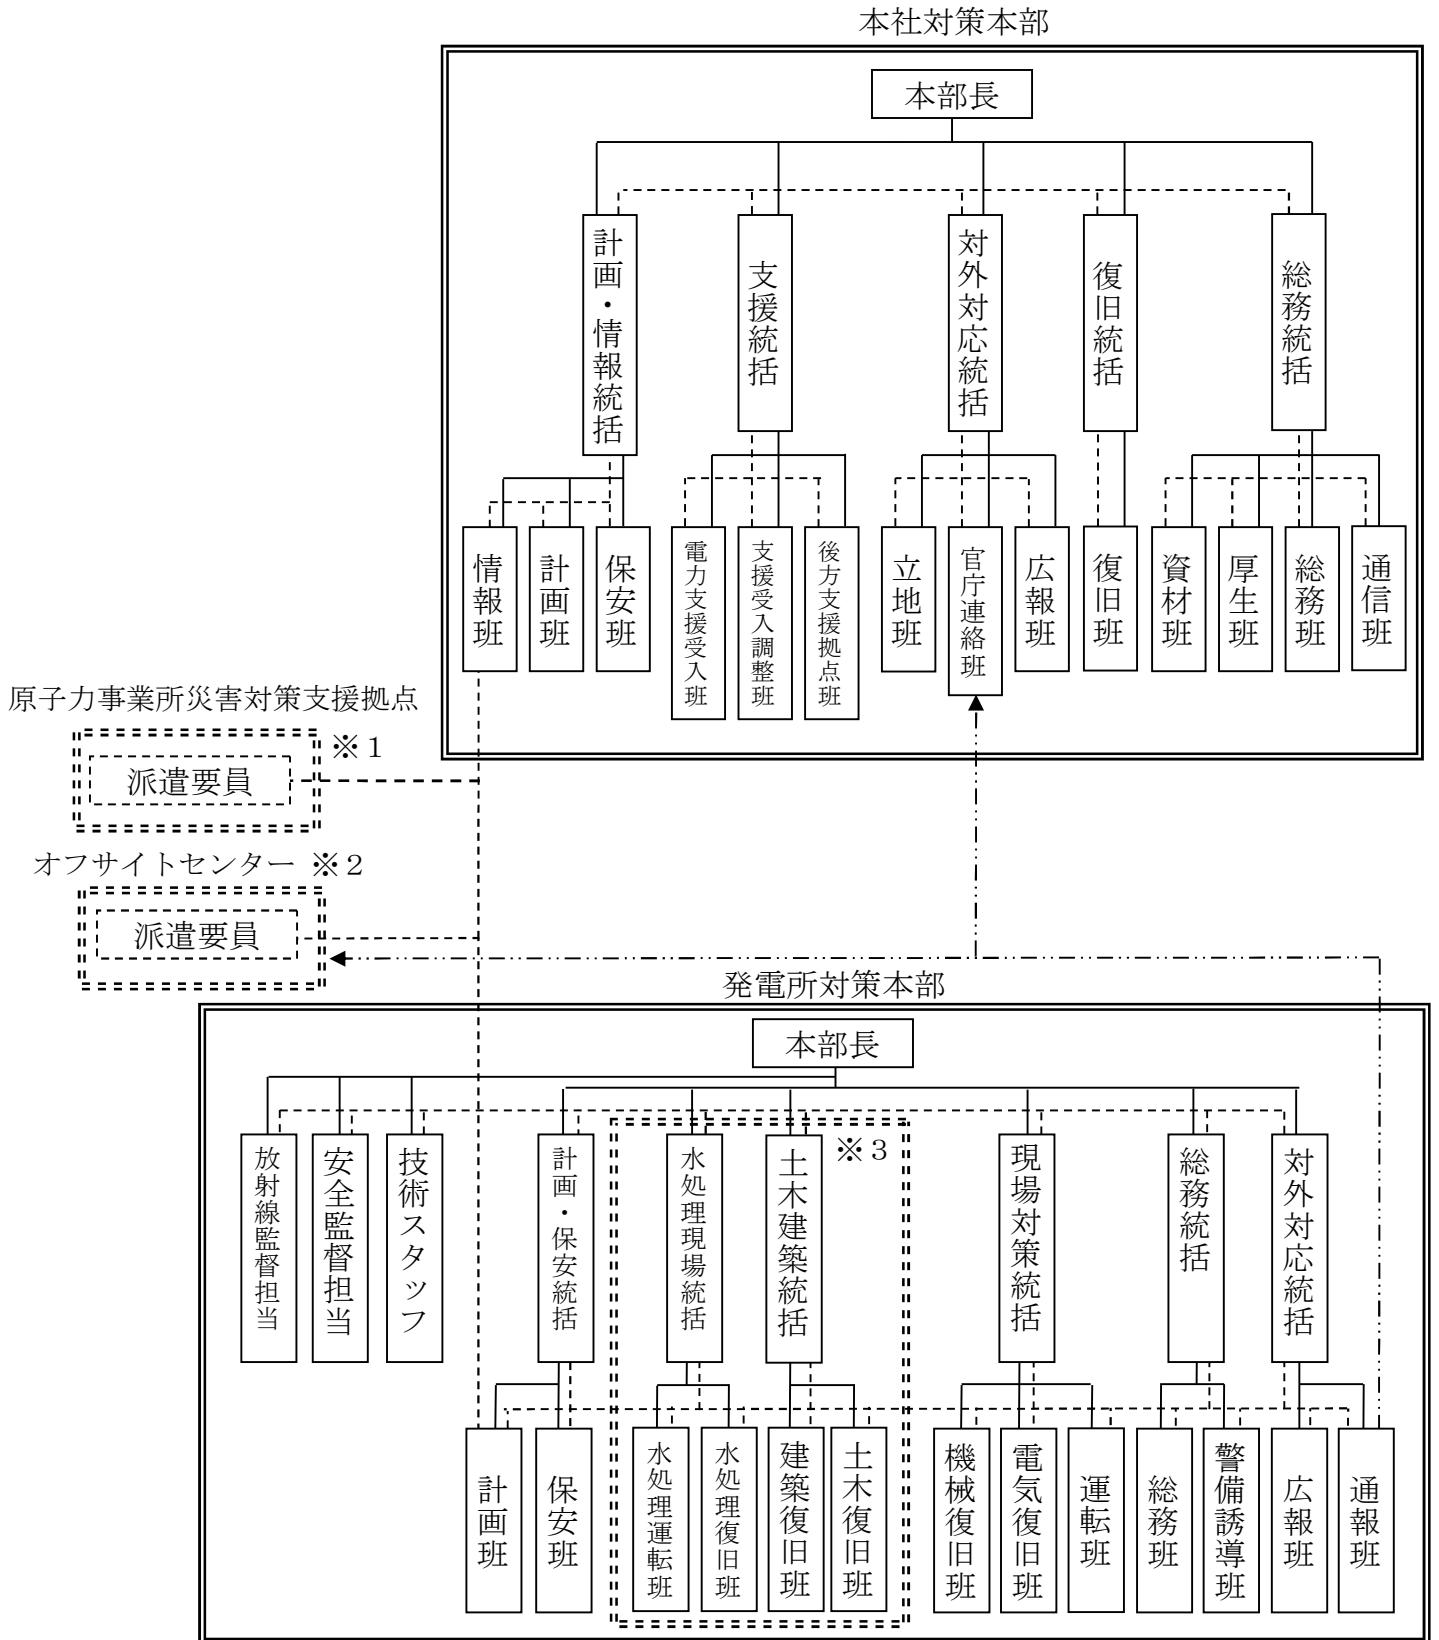 本社対策本部
本部長
計画・情報統括
支援統括
対外対応統括
復旧統括
総務統括
情報班
計画班
保安班
電力支援受入班
支援受入調整班
後方支援拠点班
立地班
官庁連絡班
広報班
復旧班
資材班
厚生班
総務班
通信班
原子力事業所災害対策支援拠点
※１
派遣要員
オフサイトセンター ※２
派遣要員
発電所対策本部
本部長
放射線監督担当
安全監督担当
技術スタッフ
計画・保安統括
水処理現場統括
土木建築統括
※３
現場対策統括
総務統括
対外対応統括
計画班
保安班
水処理運転班
水処理復旧班
建築復旧班
土木復旧班
機械復旧班
電気復旧班
運転班
総務班
警備誘導班
広報班
通報班